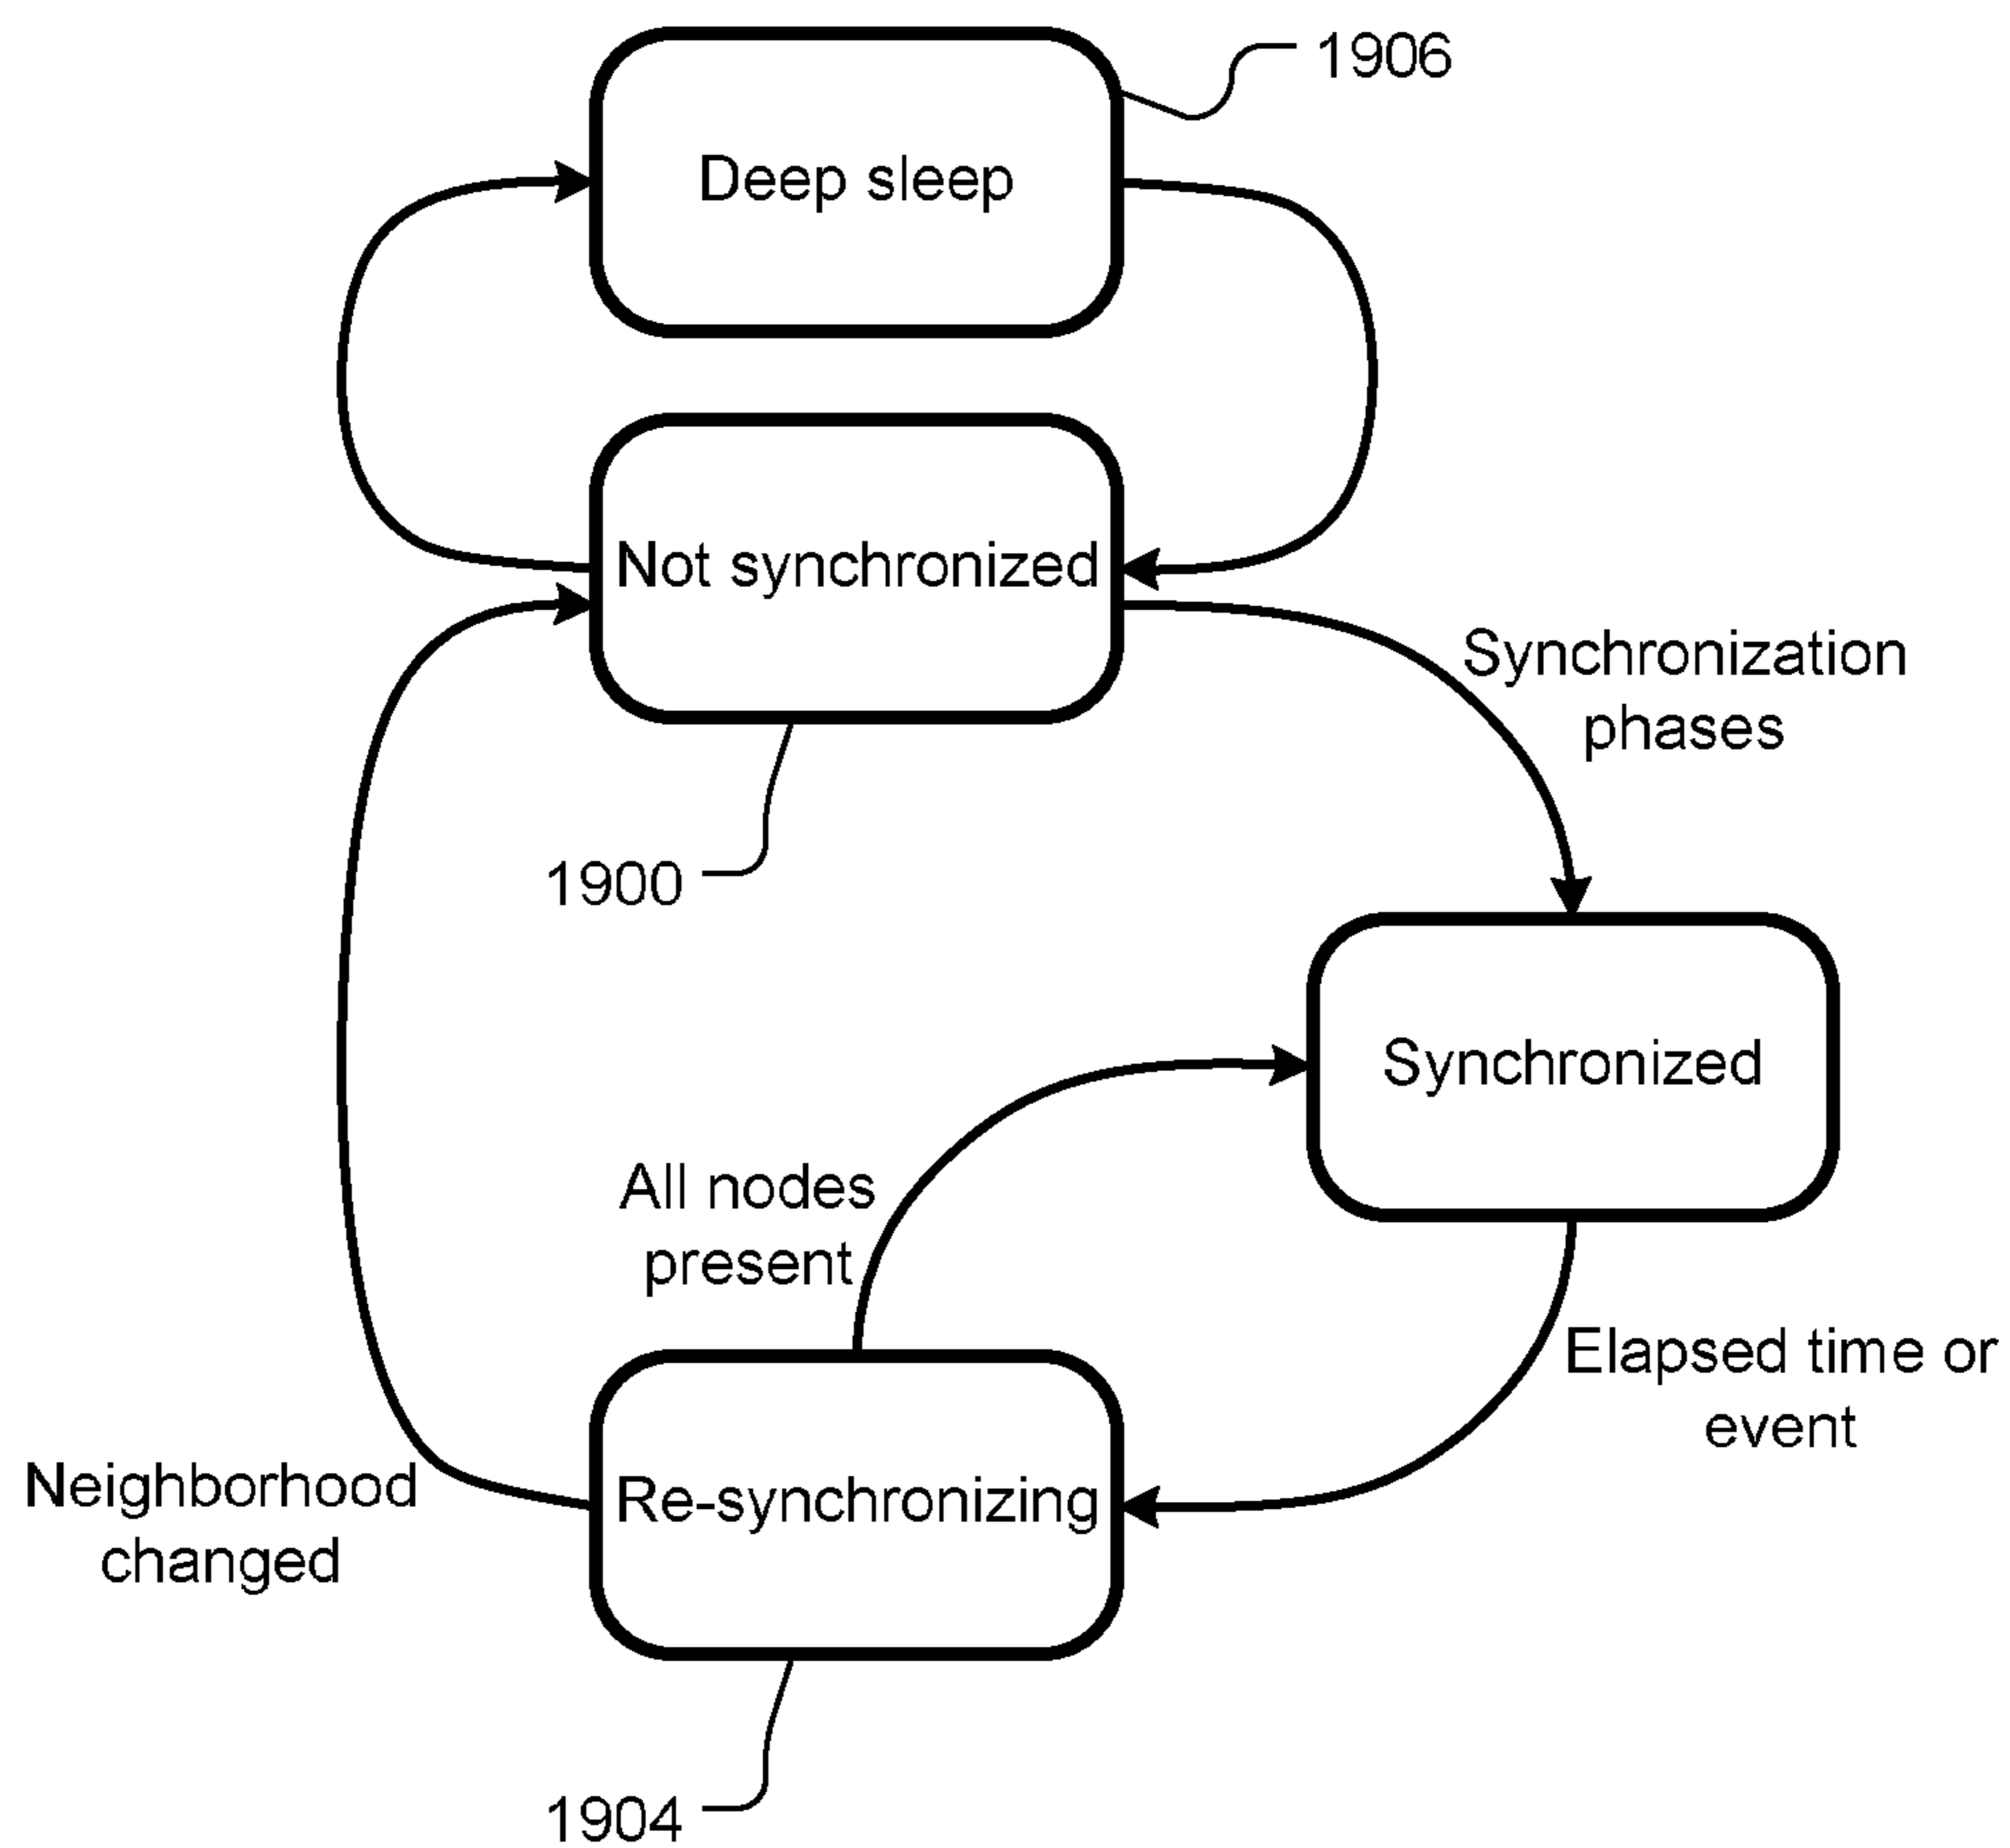 1906
Deep sleep
Not synchronized
Synchronization
phases
1900
Synchronized
All nodes
present
Elapsed time or
event
Neighborhood
changed
Re-synchronizing
1904